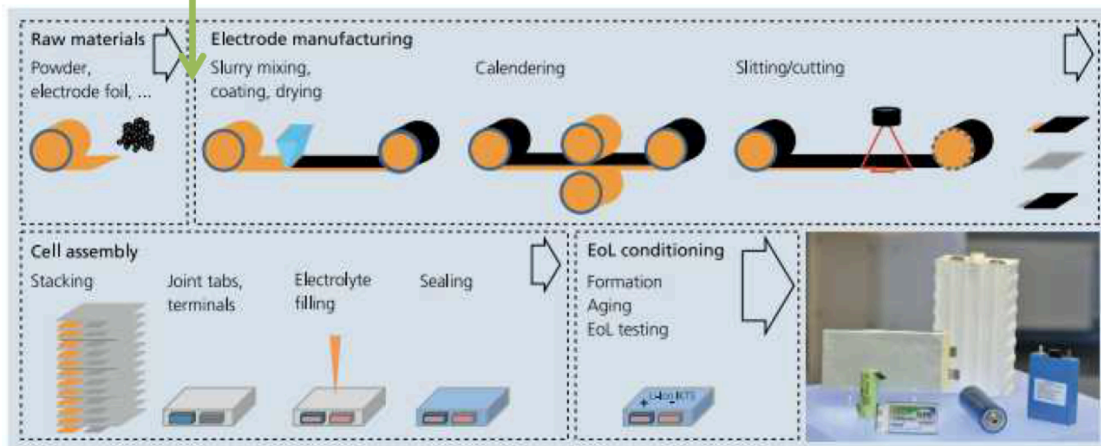 Raw materials
Powder,
electrode foil, ...
Electrode manufacturing
Slurry mixing,
coating, drying
Calendering
Slitting/cutting
Cell assembly
Stacking
Joint tabs,
terminals
Electrolyte
filling
Sealing
EoL conditioning
Formation
Aging
EoL testing